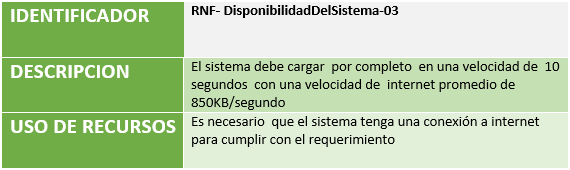 IDENTIFICADOR
RNF- DisponibilidadDelSistema-03
DESCRIPCION
El sistema debe cargar por completo en una velocidad de 10
segundos con una velocidad de internet promedio de
850KB/segundo
USO DE RECURSOS
Es necesario que el sistema tenga una conexión a internet
para cumplir con el requerimiento